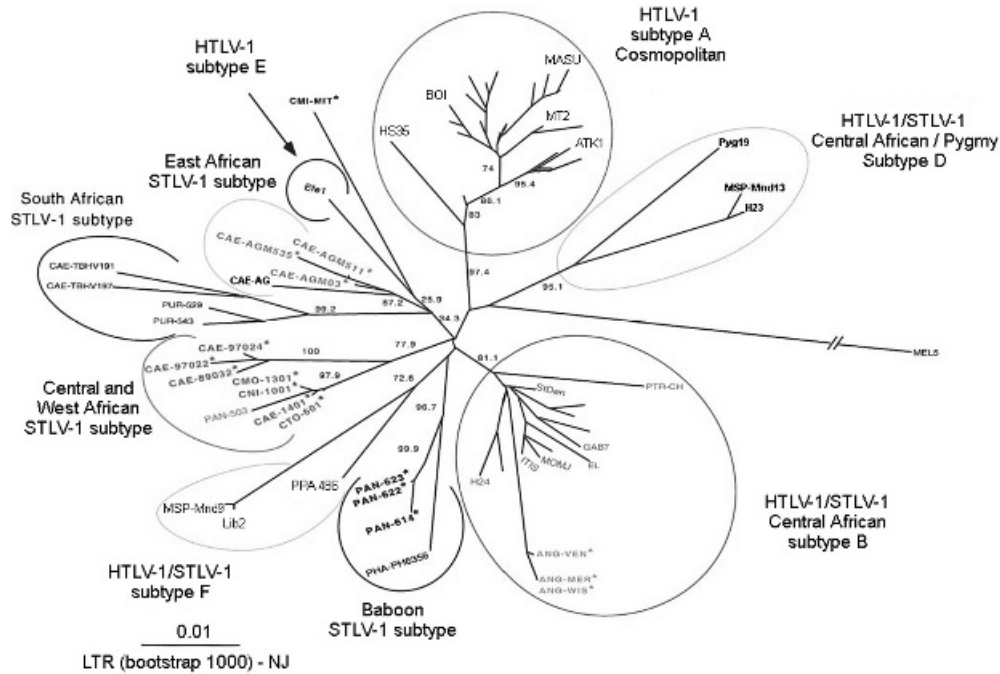 HTLV-1
subtype A
Cosmopolitan
HTLV-1
subtype E
CMI-MIT*
BOI
MASU
MT2
ATK1
HS35
74
95.4
88.1
83
97.4
HTLV-1/STLV-1
Central African / Pygmy
Subtype D
Pyg19
MSP-Mnd13
H23
95.1
MEL5
East African
STLV-1 subtype
Efe1
CAE-AGM535*
CAE-AGM511*
CAE-AGM03*
CAE-AG
87.2
25.9
34.3
South African
STLV-1 subtype
CAE-TBHV191
CAE-TBHV197
PUR-529
PUR-543
99.2
Central and
West African
STLV-1 subtype
CAE-97024*
CAE-97022*
CAE-89032*
CMO-1301*
CNI-1001*
PAN-503
CAE-1401*
CTO-601*
100
97.9
77.9
72.6
96.7
99.9
81.1
PTR-CH
StDen
GAB7
EL
MOMJ
ITIS
H24
ANG-VEN*
ANG-MER*
ANG-WIS*
HTLV-1/STLV-1
Central African
subtype B
PPA 486
MSP-Mnd9
Lib2
HTLV-1/STLV-1
subtype F
PAN-623*
PAN-622*
PAN-614*
PHA-PH8356
Baboon
STLV-1 subtype
0.01
LTR (bootstrap 1000) - NJ